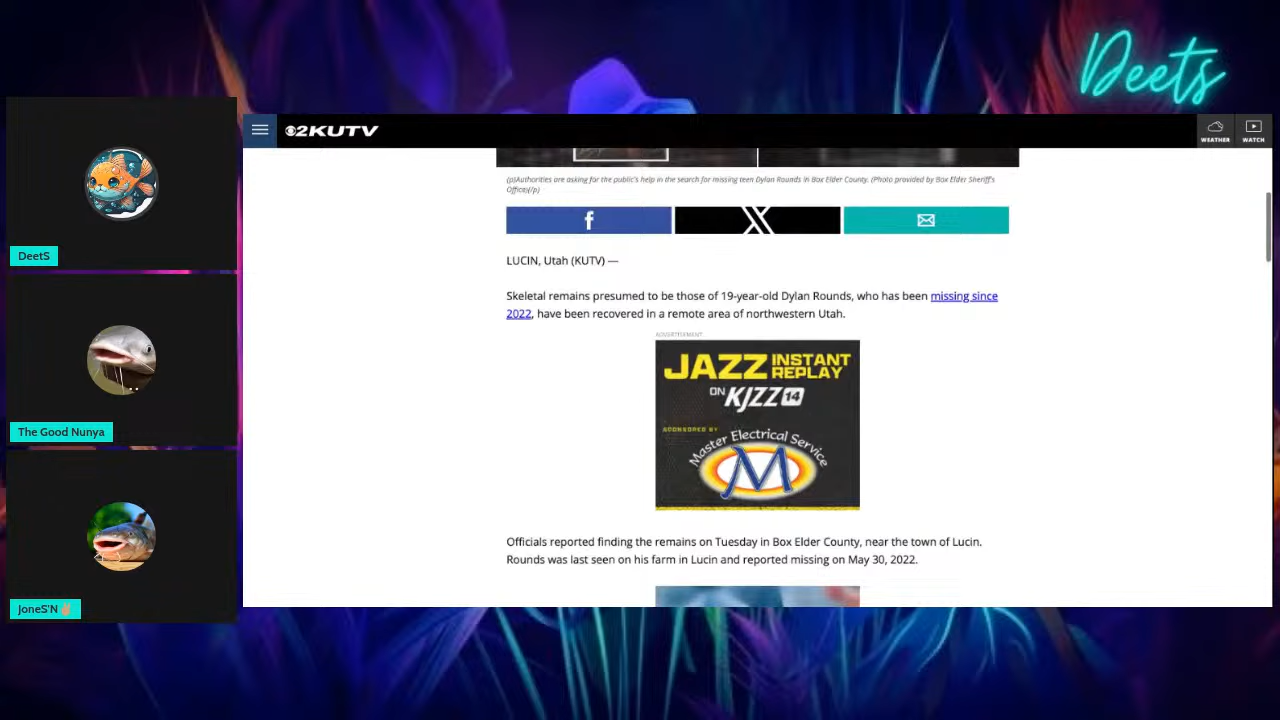 Deets
2KUTV
WEATHER
WATCH
(p)Authorities are asking for the public's help in the search for missing teen Dylan Rounds in Box Elder County. (Photo provided by Box Elder Sheriff's
Office)(/p)
LUCIN, Utah (KUTV) —
Skeletal remains presumed to be those of 19-year-old Dylan Rounds, who has been missing since
2022, have been recovered in a remote area of northwestern Utah.
ADVERTISEMENT
JAZZ INSTANT
REPLAY
ON KJZZ 14
SPONSORED BY
Master Electrical Service
M
Officials reported finding the remains on Tuesday in Box Elder County, near the town of Lucin.
Rounds was last seen on his farm in Lucin and reported missing on May 30, 2022.
DeetS
The Good Nunya
JoneS'N ✌🏼